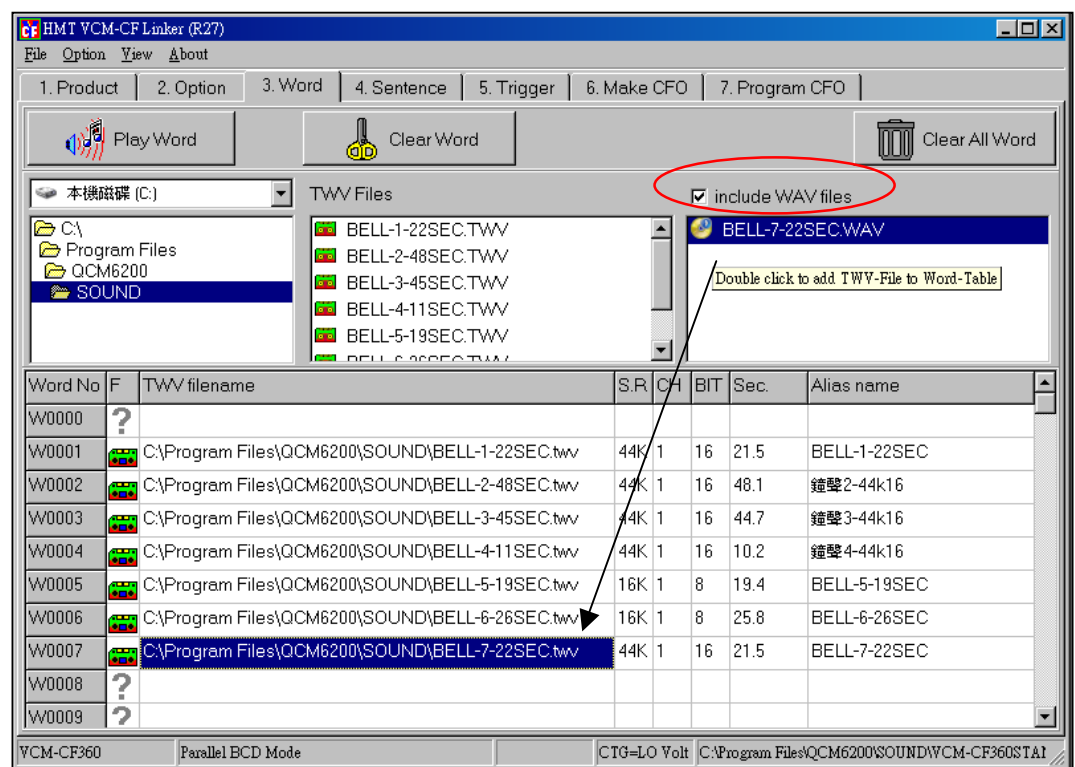 HMT VCM-CF Linker (R27)
File Option View About
1. Product 2. Option 3. Word 4. Sentence 5. Trigger 6. Make CFO 7. Program CFO
Play Word Clear Word Clear All Word
本機磁碟 (C:) TWV Files include WAV files
C:\
Program Files
QCM6200
SOUND
BELL-1-22SEC.TWV
BELL-2-48SEC.TWV
BELL-3-45SEC.TWV
BELL-4-11SEC.TWV
BELL-5-19SEC.TWV
BELL-6-26SEC.TWV
BELL-7-22SEC.WAV
Double click to add TWV-File to Word-Table
Word No F TWV filename S.R CH BIT Sec. Alias name
W0000 ?
W0001 C:\Program Files\QCM6200\SOUND\BELL-1-22SEC.twv 44K 1 16 21.5 BELL-1-22SEC
W0002 C:\Program Files\QCM6200\SOUND\BELL-2-48SEC.twv 44K 1 16 48.1 鐘聲2-44k16
W0003 C:\Program Files\QCM6200\SOUND\BELL-3-45SEC.twv 44K 1 16 44.7 鐘聲3-44k16
W0004 C:\Program Files\QCM6200\SOUND\BELL-4-11SEC.twv 44K 1 16 10.2 鐘聲4-44k16
W0005 C:\Program Files\QCM6200\SOUND\BELL-5-19SEC.twv 16K 1 8 19.4 BELL-5-19SEC
W0006 C:\Program Files\QCM6200\SOUND\BELL-6-26SEC.twv 16K 1 8 25.8 BELL-6-26SEC
W0007 C:\Program Files\QCM6200\SOUND\BELL-7-22SEC.twv 44K 1 16 21.5 BELL-7-22SEC
W0008 ?
W0009 ?
VCM-CF360 Parallel BCD Mode CTG=LO Volt C:\Program Files\QCM6200\SOUND\VCM-CF360STA